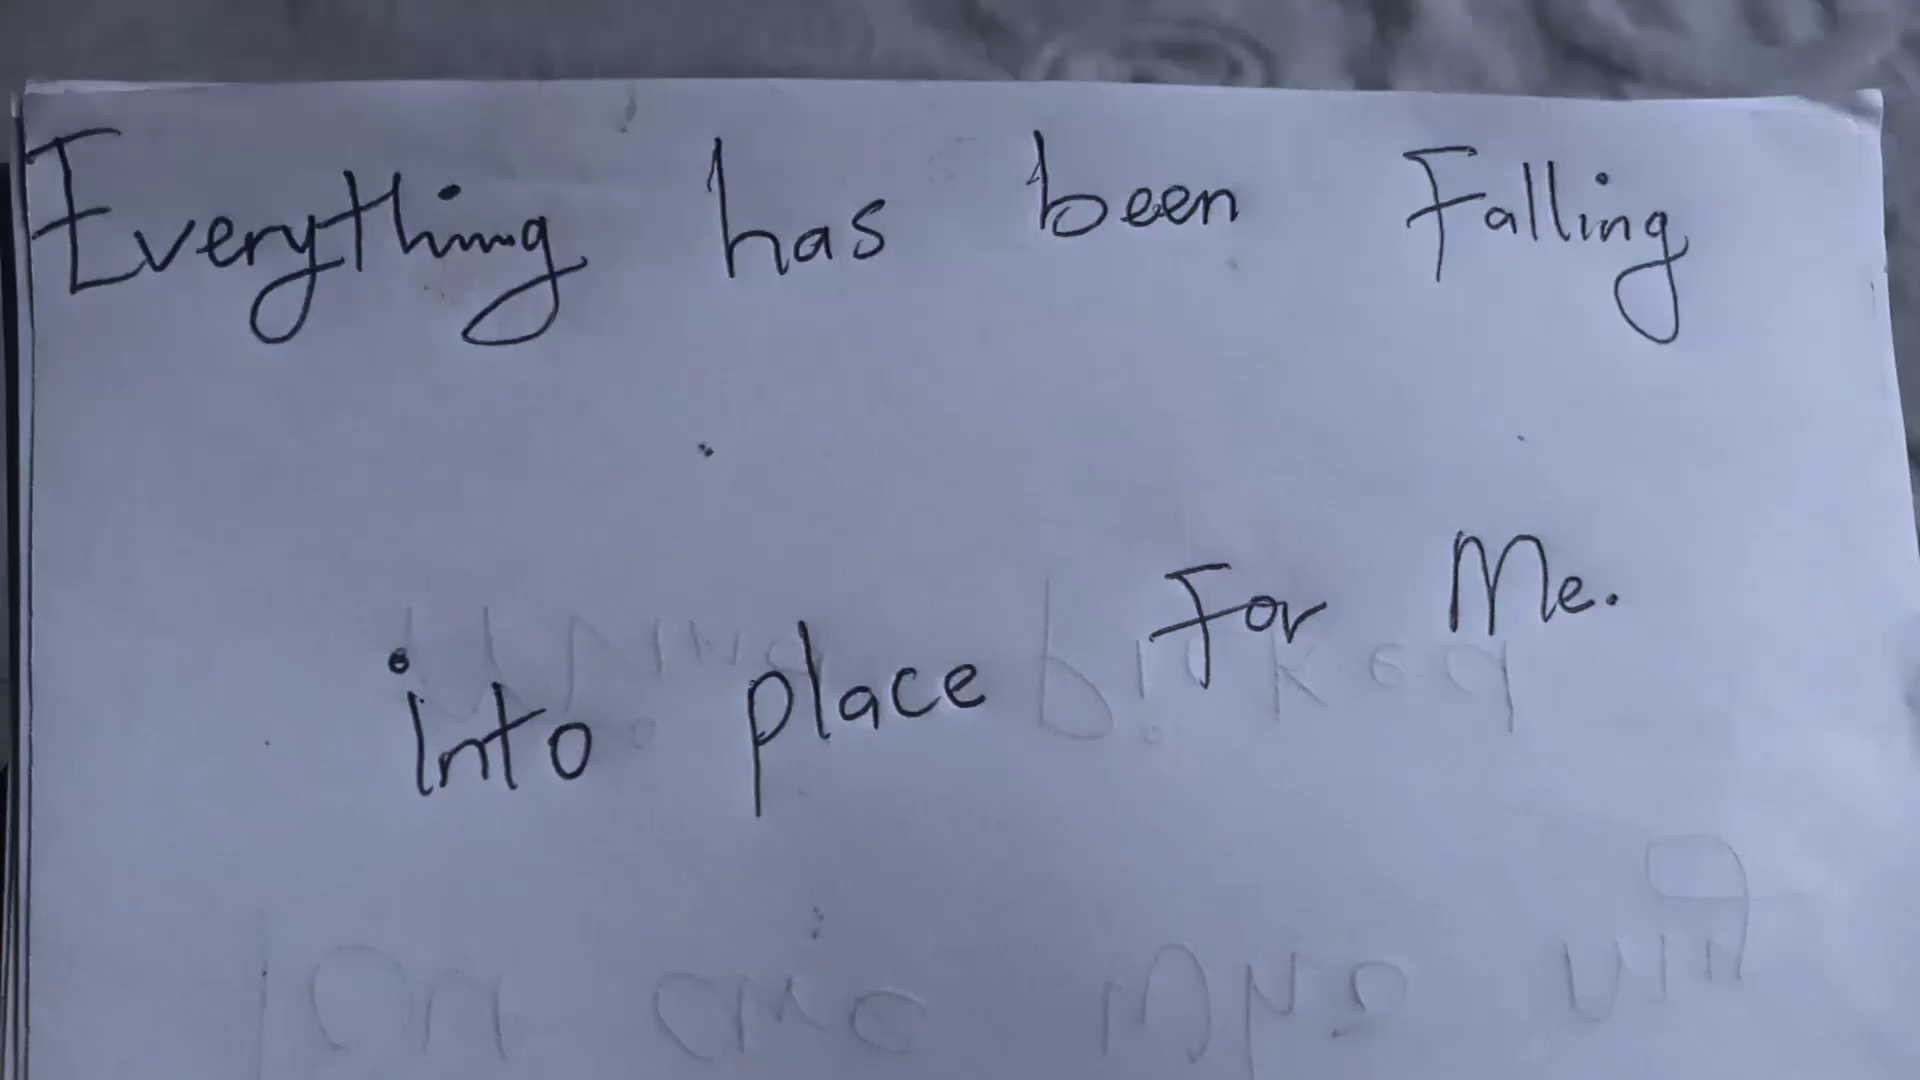 Everything has been Falling
into place For Me.